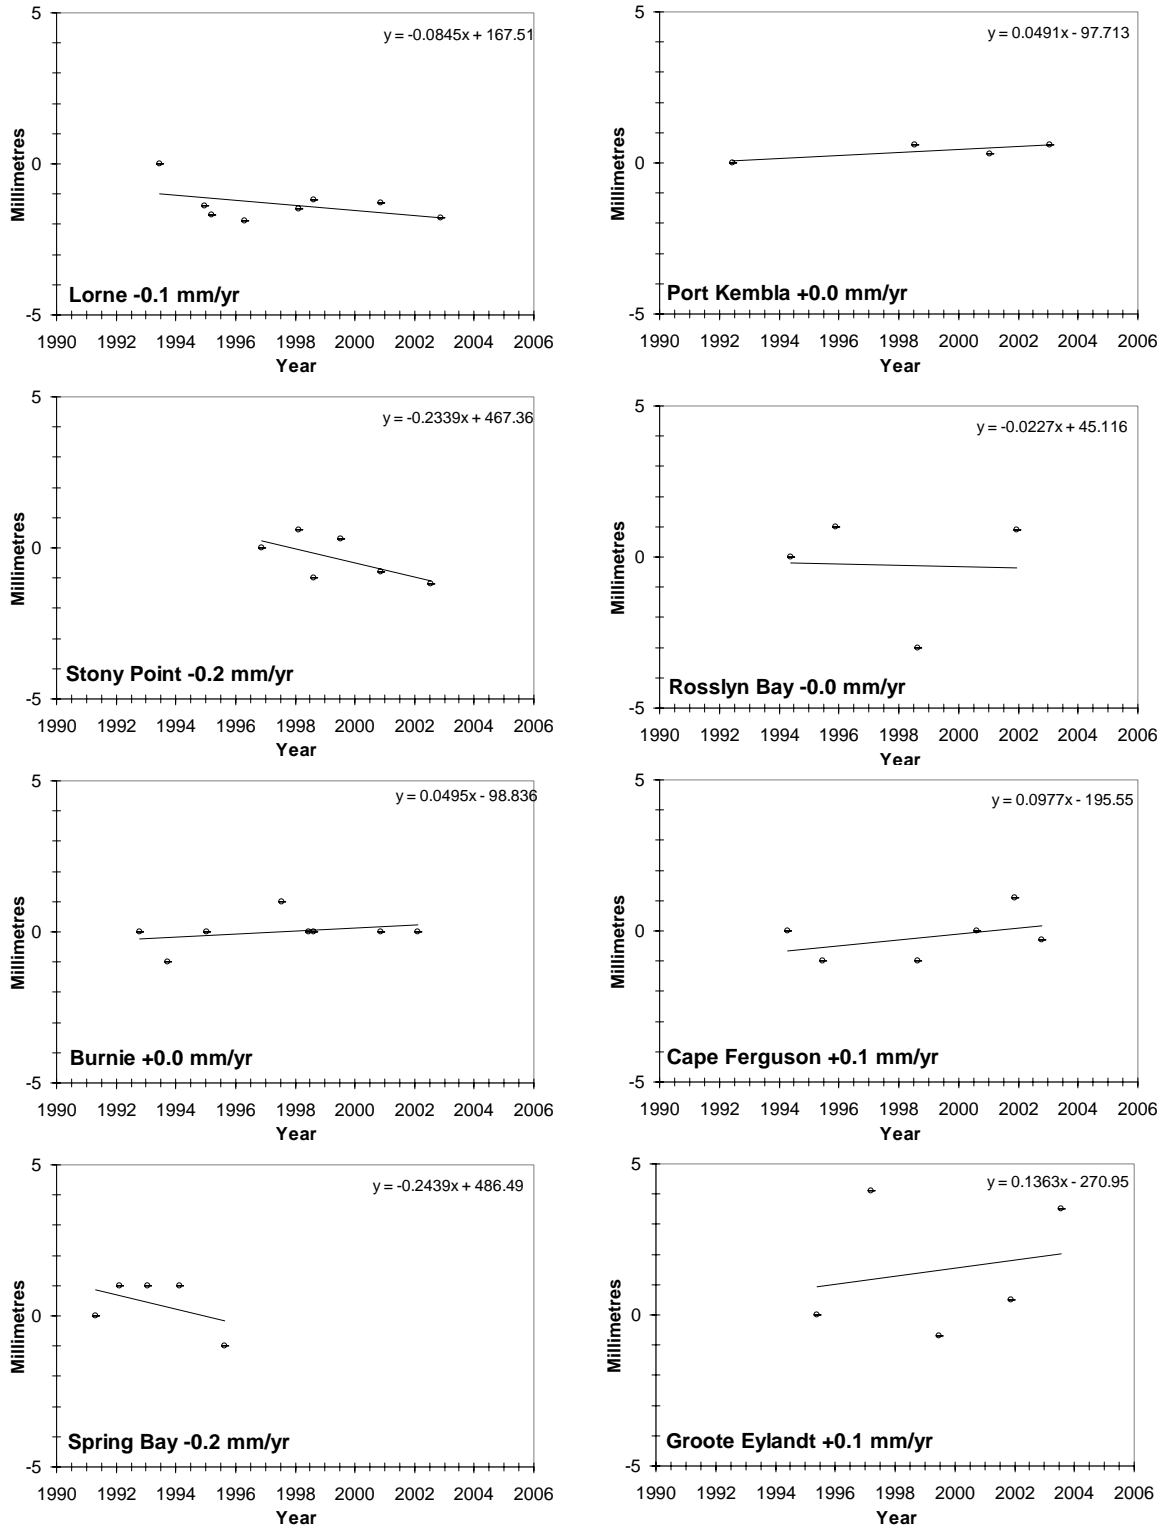 5
y = -0.0845x + 167.51
0
Millimetres
Lorne -0.1 mm/yr
-5
1990 1992 1994 1996 1998 2000 2002 2004 2006
Year
5
y = 0.0491x - 97.713
0
Millimetres
Port Kembla +0.0 mm/yr
-5
1990 1992 1994 1996 1998 2000 2002 2004 2006
Year
5
y = -0.2339x + 467.36
0
Millimetres
Stony Point -0.2 mm/yr
-5
1990 1992 1994 1996 1998 2000 2002 2004 2006
Year
5
y = -0.0227x + 45.116
0
Millimetres
Rosslyn Bay -0.0 mm/yr
-5
1990 1992 1994 1996 1998 2000 2002 2004 2006
Year
5
y = 0.0495x - 98.836
0
Millimetres
Burnie +0.0 mm/yr
-5
1990 1992 1994 1996 1998 2000 2002 2004 2006
Year
5
y = 0.0977x - 195.55
0
Millimetres
Cape Ferguson +0.1 mm/yr
-5
1990 1992 1994 1996 1998 2000 2002 2004 2006
Year
5
y = -0.2439x + 486.49
0
Millimetres
Spring Bay -0.2 mm/yr
-5
1990 1992 1994 1996 1998 2000 2002 2004 2006
Year
5
y = 0.1363x - 270.95
0
Millimetres
Groote Eylandt +0.1 mm/yr
-5
1990 1992 1994 1996 1998 2000 2002 2004 2006
Year